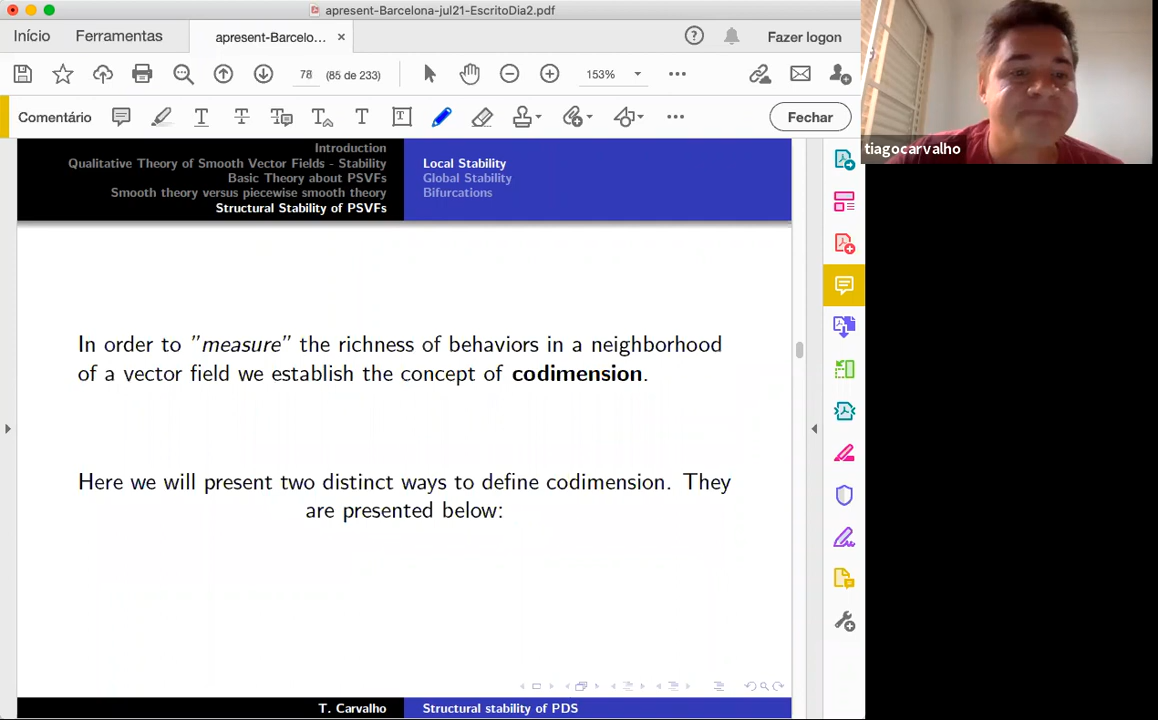 apresent-Barcelona-jul21-EscritoDia2.pdf
Início
Ferramentas
apresent-Barcelo...
Fazer logon
78
(85 de 233)
153%
Comentário
Fechar
tiagocarvalho
Introduction
Qualitative Theory of Smooth Vector Fields - Stability
Basic Theory about PSVFs
Smooth theory versus piecewise smooth theory
Structural Stability of PSVFs
Local Stability
Global Stability
Bifurcations
In order to "measure" the richness of behaviors in a neighborhood
of a vector field we establish the concept of codimension.
Here we will present two distinct ways to define codimension. They
are presented below:
T. Carvalho
Structural stability of PDS